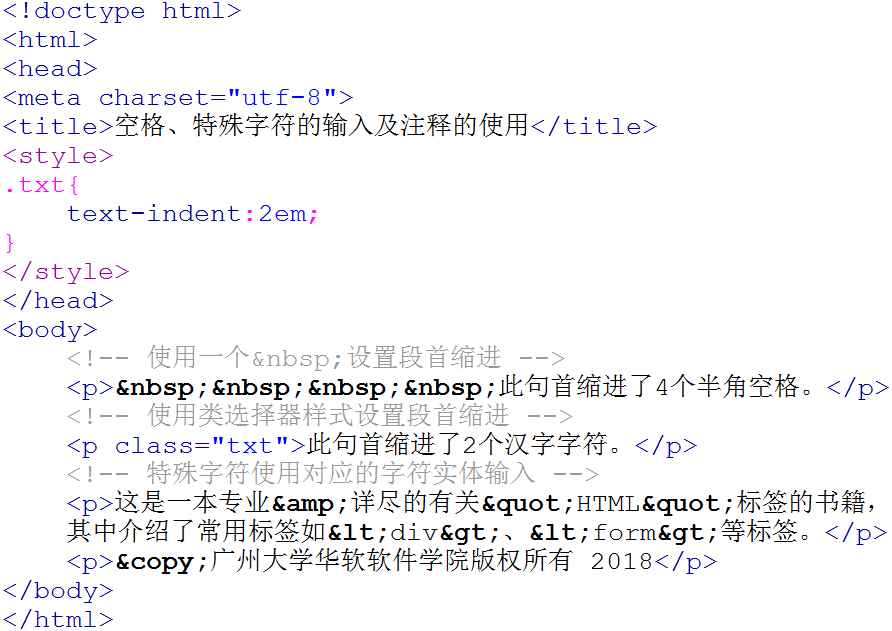 <!doctype html>
<html>
<head>
<meta charset="utf-8">
<title>空格、特殊字符的输入及注释的使用</title>
<style>
.txt{
    text-indent:2em;
}
</style>
</head>
<body>
    <!-- 使用一个&nbsp;设置段首缩进 -->
    <p>&nbsp;&nbsp;&nbsp;&nbsp;此句首缩进了4个半角空格。</p>
    <!-- 使用类选择器样式设置段首缩进 -->
    <p class="txt">此句首缩进了2个汉字字符。</p>
    <!-- 特殊字符使用对应的字符实体输入 -->
    <p>这是一本专业&amp;详尽的有关&quot;HTML&quot;标签的书籍，
    其中介绍了常用标签如&lt;div&gt;、&lt;form&gt;等标签。</p>
    <p>&copy;广州大学华软软件学院版权所有 2018</p>
</body>
</html>